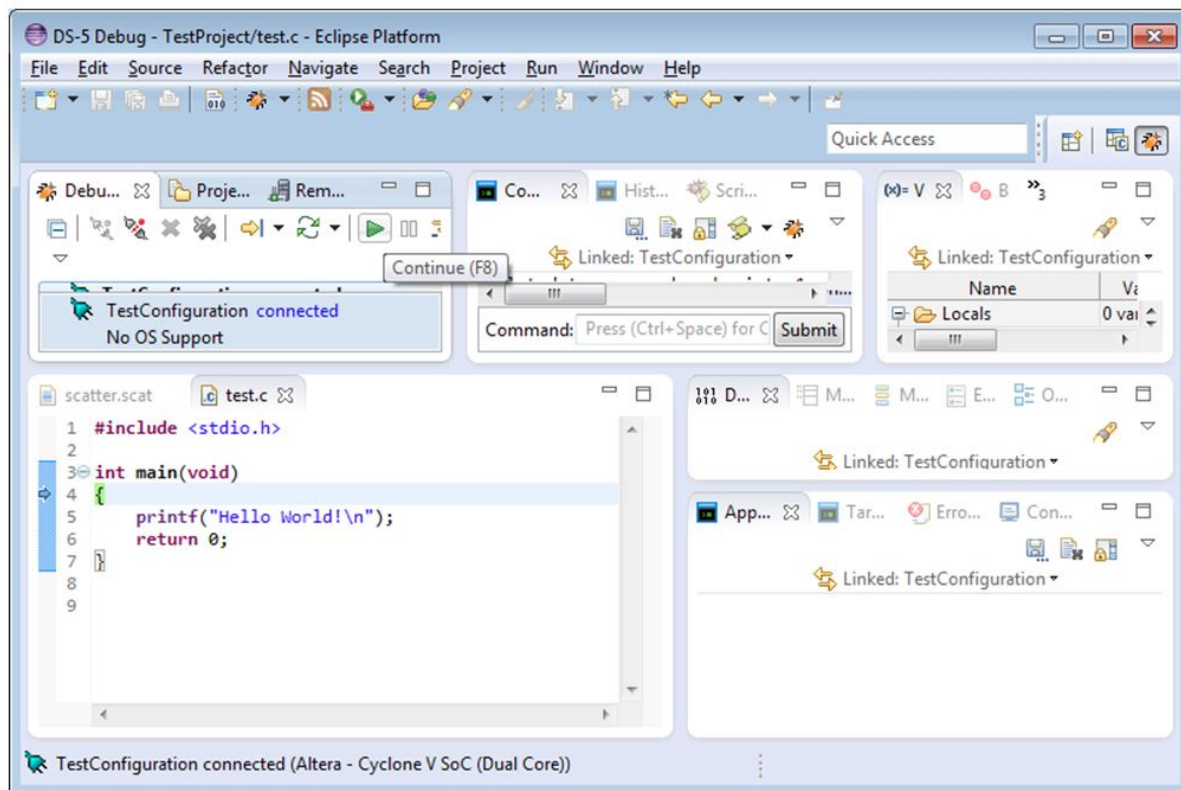 DS-5 Debug - TestProject/test.c - Eclipse Platform
File Edit Source Refactor Navigate Search Project Run Window Help
Quick Access
Debu... Proje... Rem...
Continue (F8)
TestConfiguration connected
No OS Support
Co... Hist... Scri...
Linked: TestConfiguration
Command: Press (Ctrl+Space) for C Submit
(x)= V B »3
Linked: TestConfiguration
Name Va
Locals 0 var
scatter.scat test.c
1 #include <stdio.h>
2
3 int main(void)
4 {
5 printf("Hello World!\n");
6 return 0;
7 }
8
9
D... M... M... E... O...
Linked: TestConfiguration
App... Tar... Erro... Con...
Linked: TestConfiguration
TestConfiguration connected (Altera - Cyclone V SoC (Dual Core))